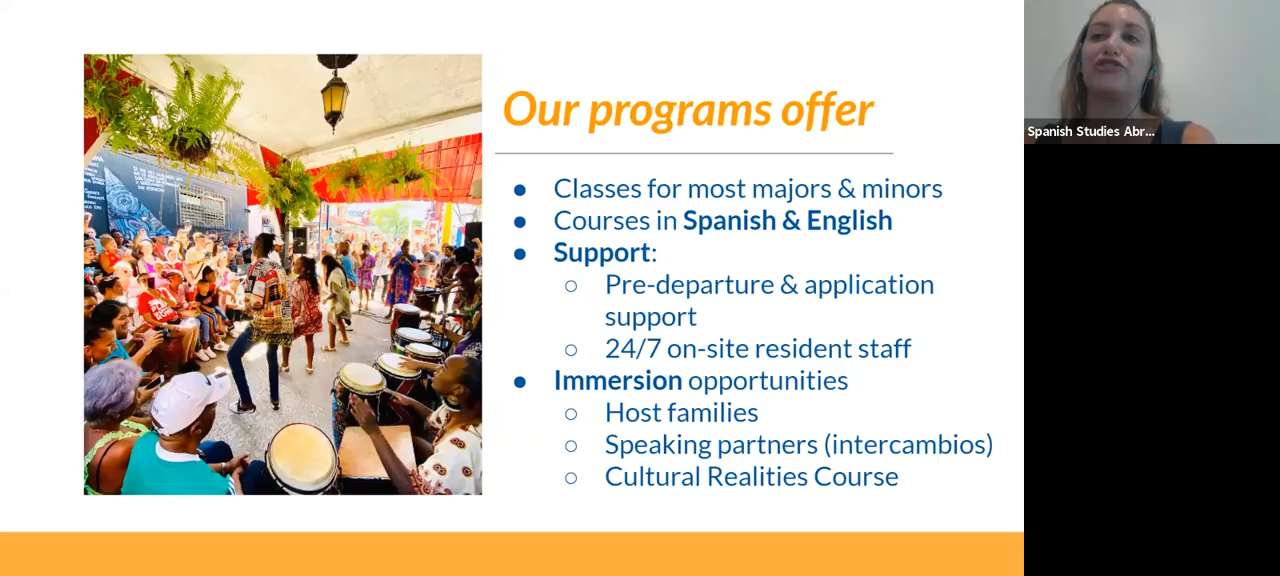 Our programs offer
● Classes for most majors & minors
● Courses in Spanish & English
● Support:
○ Pre-departure & application
support
○ 24/7 on-site resident staff
● Immersion opportunities
○ Host families
○ Speaking partners (intercambios)
○ Cultural Realities Course
Spanish Studies Abr...